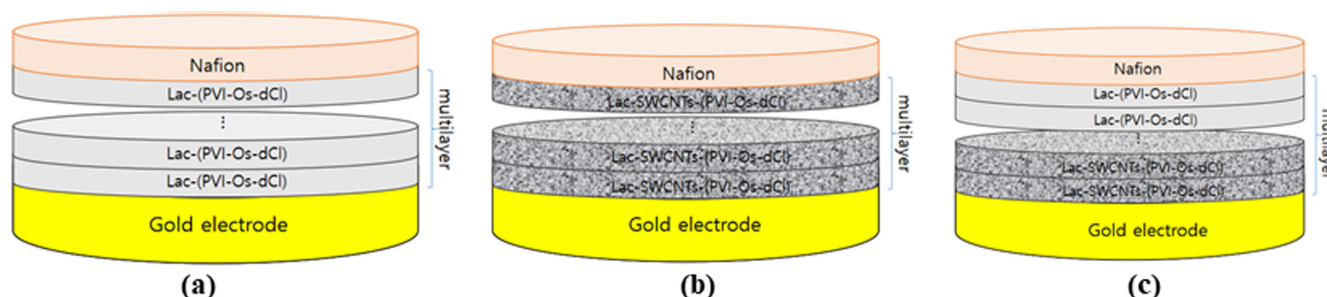 Nafion
Lac-(PVI-Os-dCl)
⋮
Lac-(PVI-Os-dCl)
Lac-(PVI-Os-dCl)
Gold electrode
multilayer
(a)
Nafion
Lac-SWCNTs-(PVI-Os-dCl)
⋮
Lac-SWCNTs-(PVI-Os-dCl)
Lac-SWCNTs-(PVI-Os-dCl)
Gold electrode
multilayer
(b)
Nafion
Lac-(PVI-Os-dCl)
Lac-(PVI-Os-dCl)
⋮
Lac-SWCNTs-(PVI-Os-dCl)
Lac-SWCNTs-(PVI-Os-dCl)
Gold electrode
multilayer
(c)